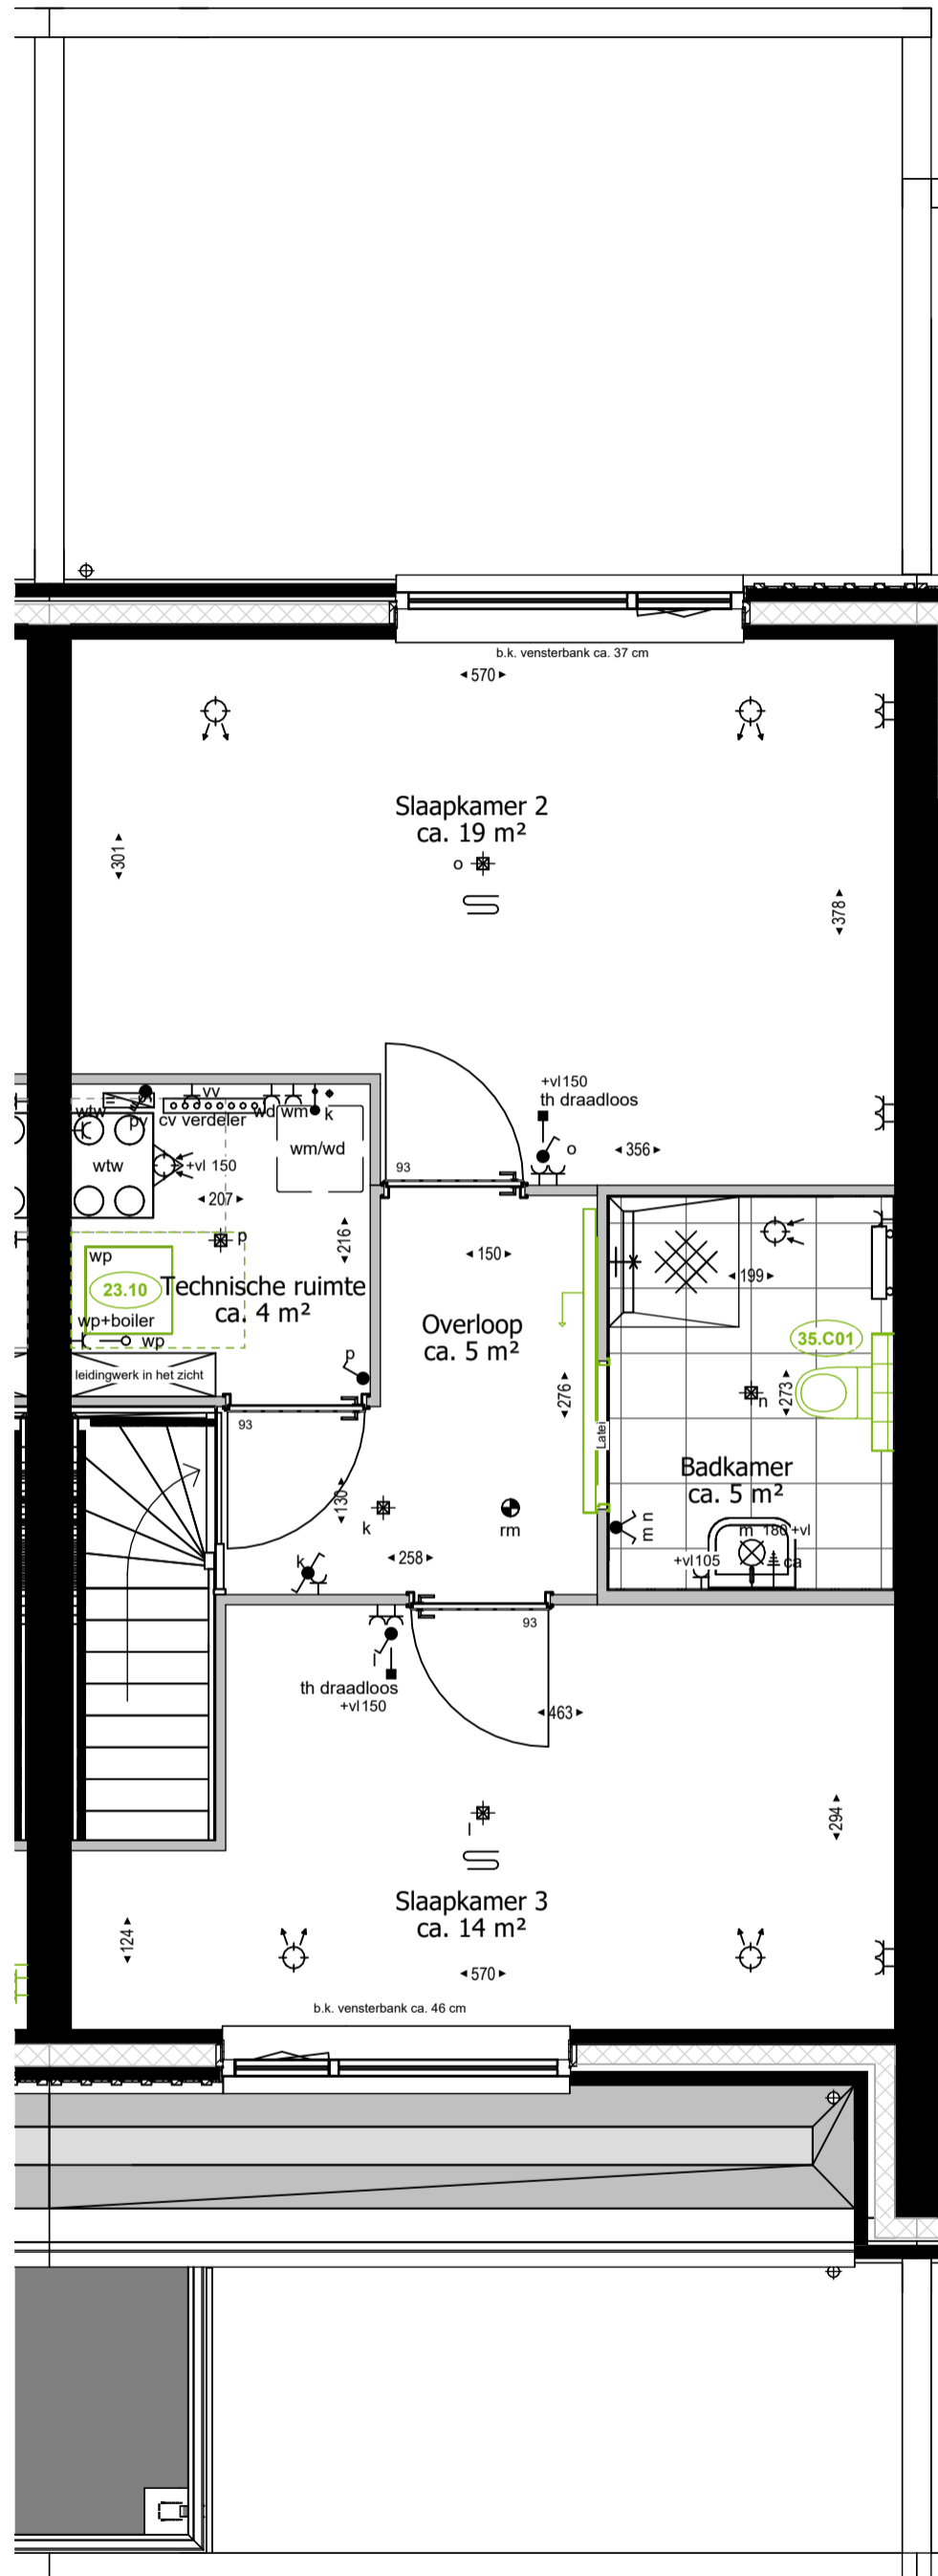 b.k. vensterbank ca. 37 cm
570
Slaapkamer 2
ca. 19 m²
301
378
o
+vl150
th draadloos
o
356
93
vv
wtw
pv
cv verdeler
wd
wm
k
wtw
+vl 150
wm/wd
207
p
216
150
199
wp
23.10
Technische ruimte
ca. 4 m²
wp+boiler
wp
leidingwerk in het zicht
p
Overloop
ca. 5 m²
35.C01
276
273
n
93
Latei
Badkamer
ca. 5 m²
130
k
rm
m n
m
180+vl
k
258
+vl105
ca
93
l
th draadloos
+vl150
463
l
294
Slaapkamer 3
ca. 14 m²
124
570
b.k. vensterbank ca. 46 cm